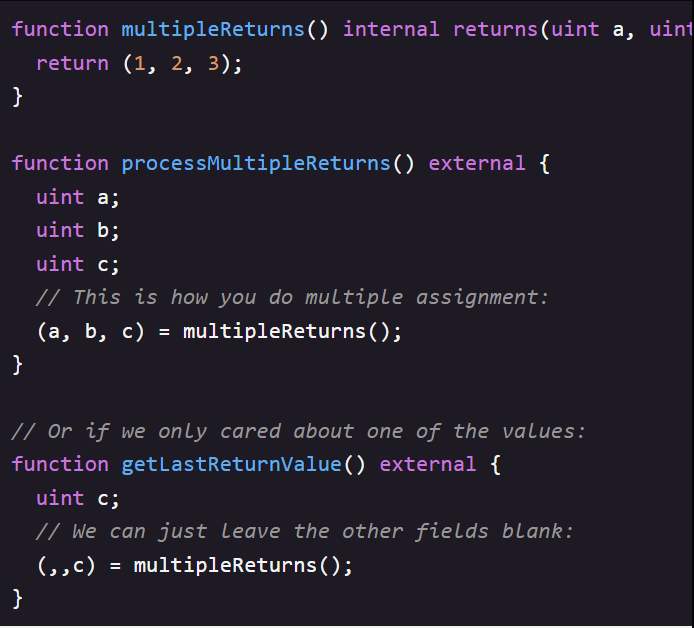 function multipleReturns() internal returns(uint a, uint
return (1, 2, 3);
}
function processMultipleReturns() external {
uint a;
uint b;
uint c;
// This is how you do multiple assignment:
(a, b, c) = multipleReturns();
}
// Or if we only cared about one of the values:
function getLastReturnValue() external {
uint c;
// We can just leave the other fields blank:
(,,c) = multipleReturns();
}